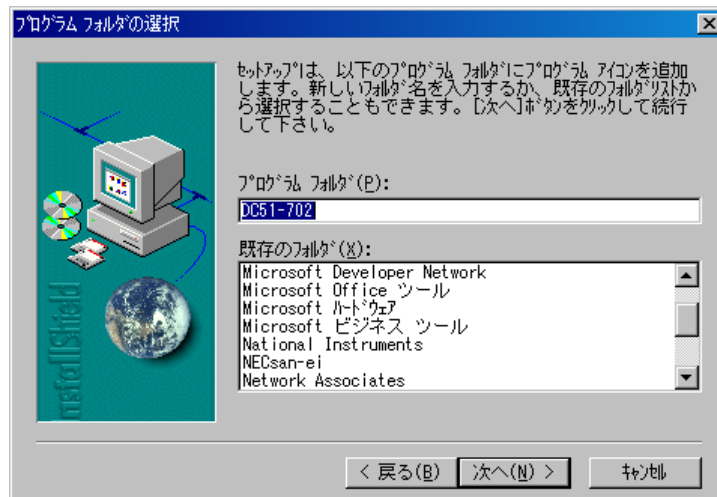 ﾌﾟﾛｸﾞﾗﾑ ﾌｫﾙﾀﾞの選択
ｾｯﾄｱｯﾌﾟは、以下のﾌﾟﾛｸﾞﾗﾑ ﾌｫﾙﾀﾞにﾌﾟﾛｸﾞﾗﾑ ｱｲｺﾝを追加
します。新しいﾌｫﾙﾀﾞ名を入力するか、既存のﾌｫﾙﾀﾞﾘｽﾄか
ら選択することもできます。[次へ]ﾎﾞﾀﾝをｸﾘｯｸして続行
して下さい。
ﾌﾟﾛｸﾞﾗﾑ ﾌｫﾙﾀﾞ(P):
DC51-702
既存のﾌｫﾙﾀﾞ(X):
Microsoft Developer Network
Microsoft Office ツール
Microsoft ﾊｰﾄﾞｳｪｱ
Microsoft ビジネス ツール
National Instruments
NECsan-ei
Network Associates
InstallShield
< 戻る(B)
次へ(N) >
ｷｬﾝｾﾙ